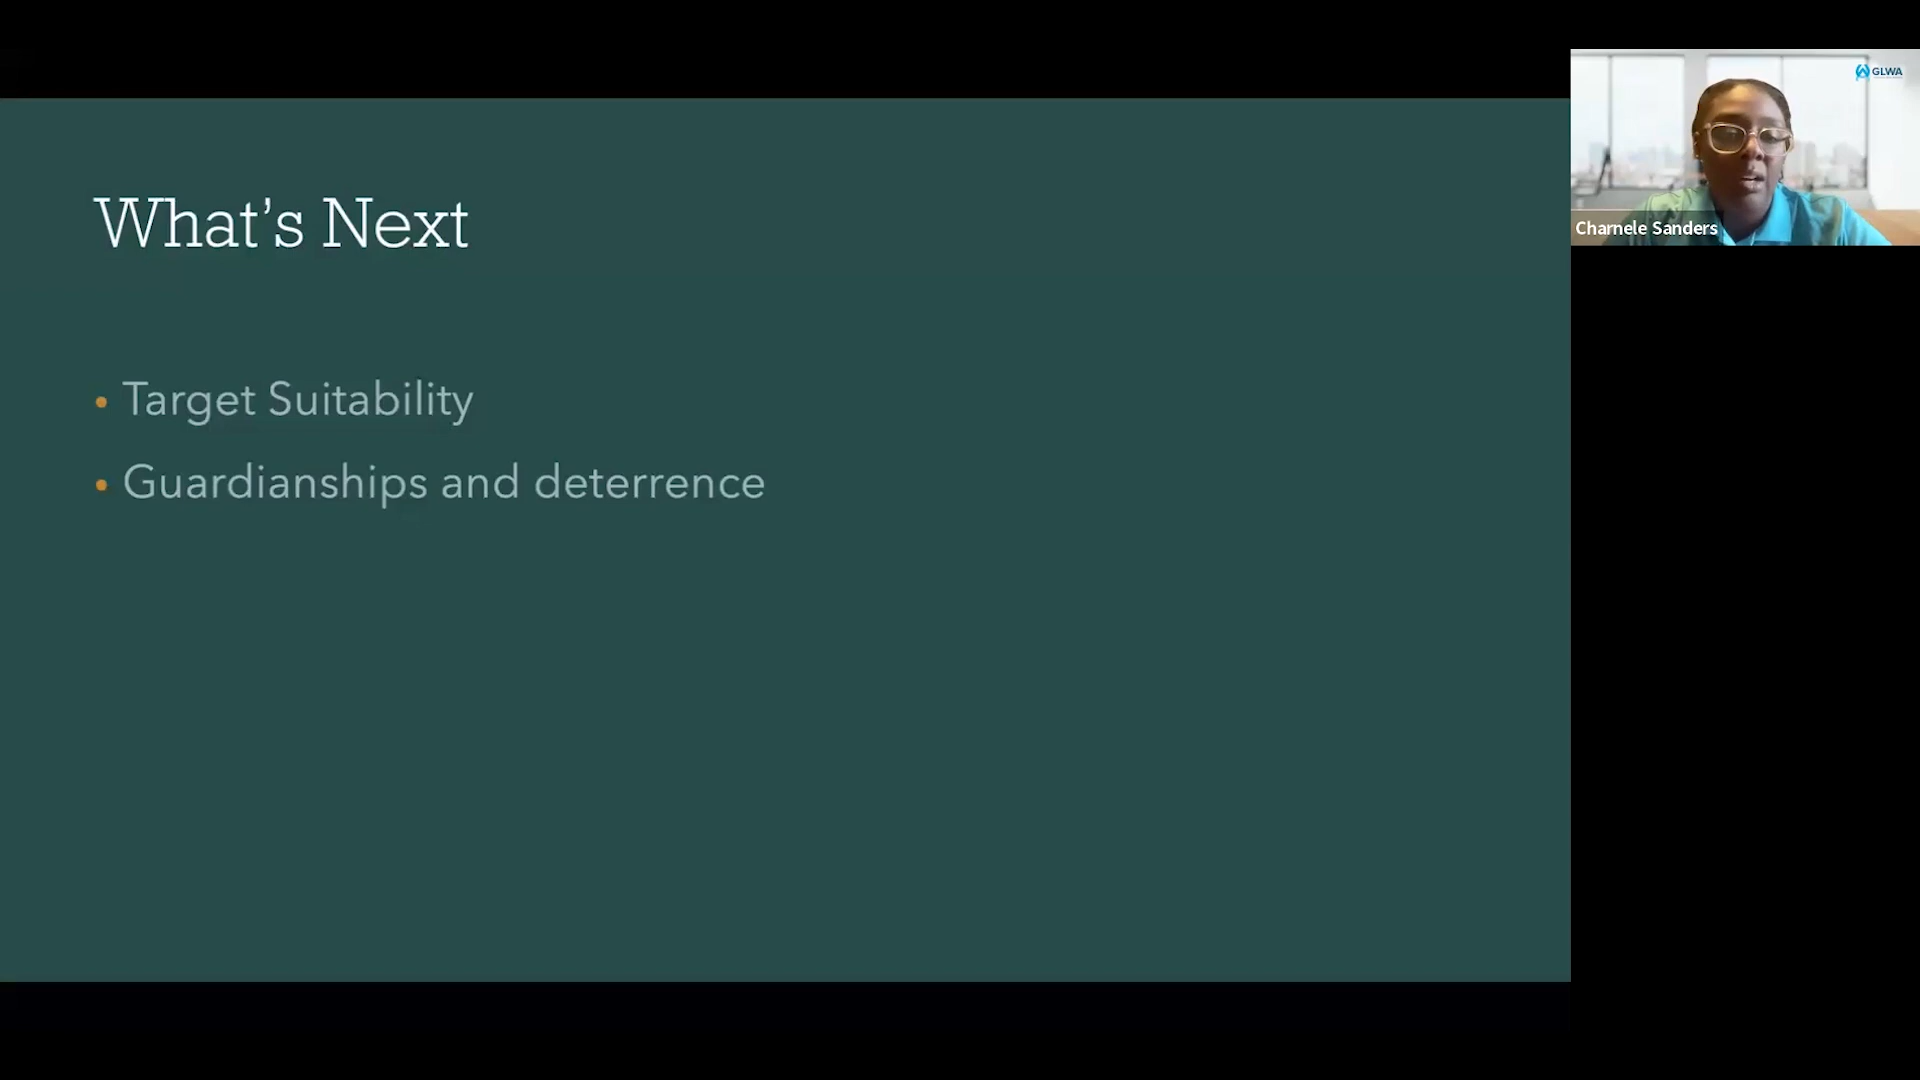 What's Next
• Target Suitability
• Guardianships and deterrence
GLWA
Charnele Sanders